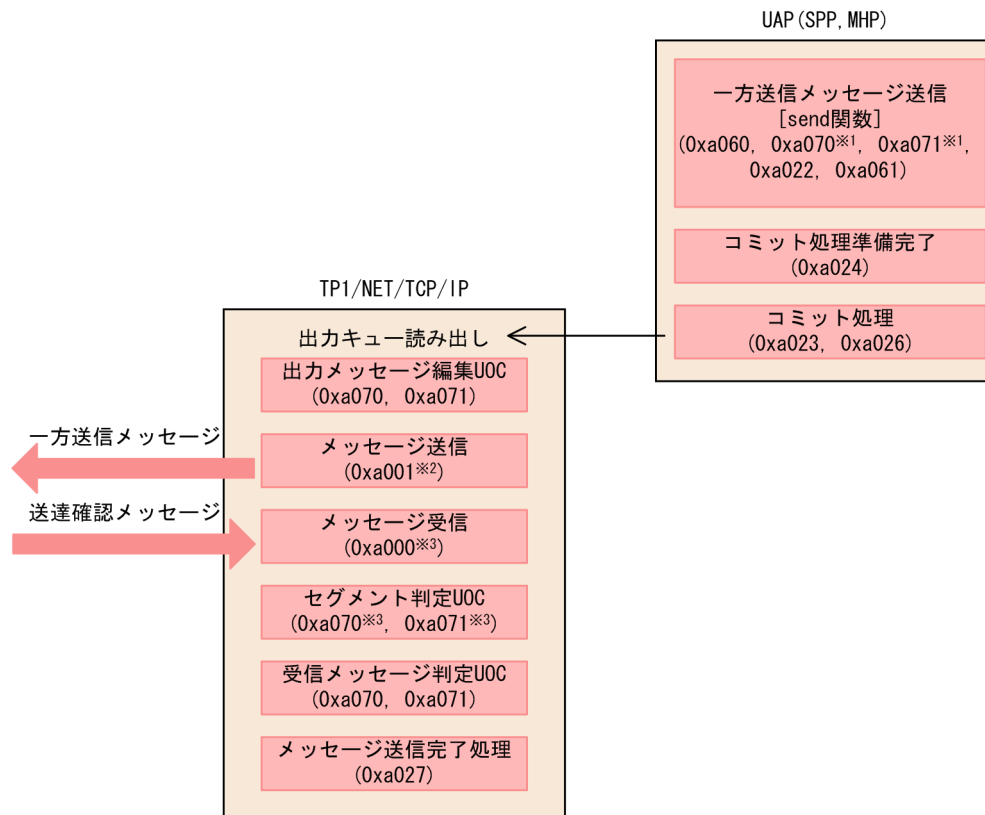 UAP(SPP,MHP)
一方送信メッセージ送信
[send関数]
(0xa060, 0xa070※1, 0xa071※1,
0xa022, 0xa061)
コミット処理準備完了
(0xa024)
コミット処理
(0xa023, 0xa026)
TP1/NET/TCP/IP
出力キュー読み出し
出力メッセージ編集UOC
(0xa070, 0xa071)
一方送信メッセージ
メッセージ送信
(0xa001※2)
送達確認メッセージ
メッセージ受信
(0xa000※3)
セグメント判定UOC
(0xa070※3, 0xa071※3)
受信メッセージ判定UOC
(0xa070, 0xa071)
メッセージ送信完了処理
(0xa027)